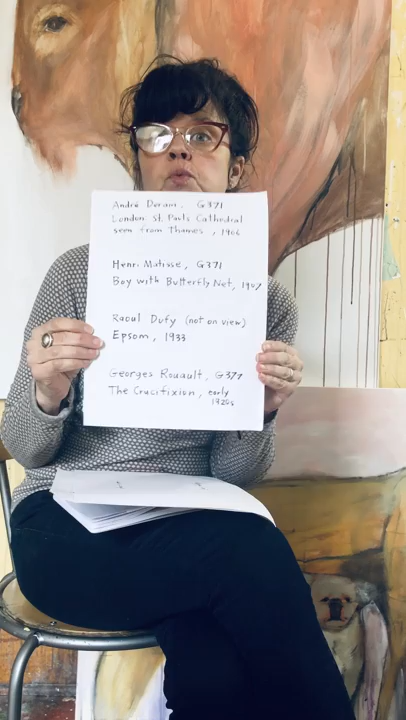 André Derain, G371
London: St. Paul's Cathedral
seen from Thames, 1906
Henri Matisse, G371
Boy with Butterfly Net, 1907
Raoul Dufy (not on view)
Epsom, 1933
Georges Rouault, G377
The Crucifixion, early
1920s